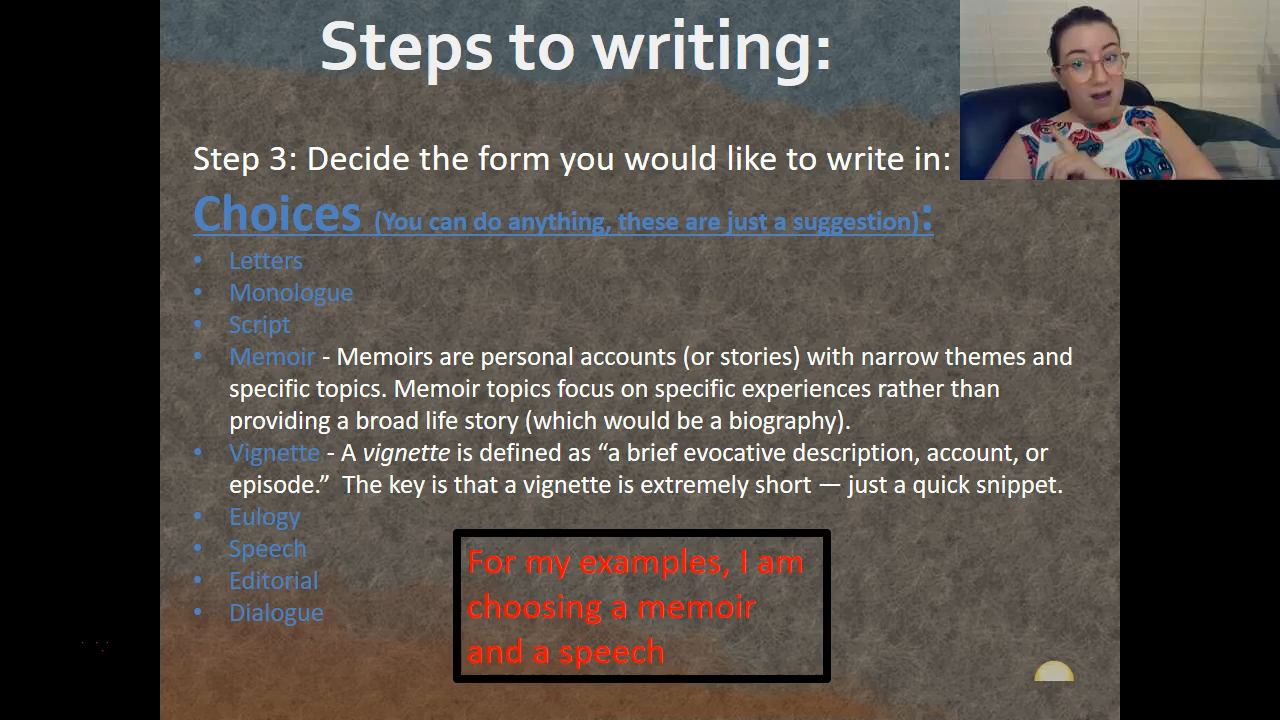 Steps to writing:
Step 3: Decide the form you would like to write in:
Choices (You can do anything, these are just a suggestion):
• Letters
• Monologue
• Script
• Memoir - Memoirs are personal accounts (or stories) with narrow themes and
specific topics. Memoir topics focus on specific experiences rather than
providing a broad life story (which would be a biography).
• Vignette - A vignette is defined as “a brief evocative description, account, or
episode.”  The key is that a vignette is extremely short — just a quick snippet.
• Eulogy
• Speech
• Editorial
• Dialogue
For my examples, I am
choosing a memoir
and a speech